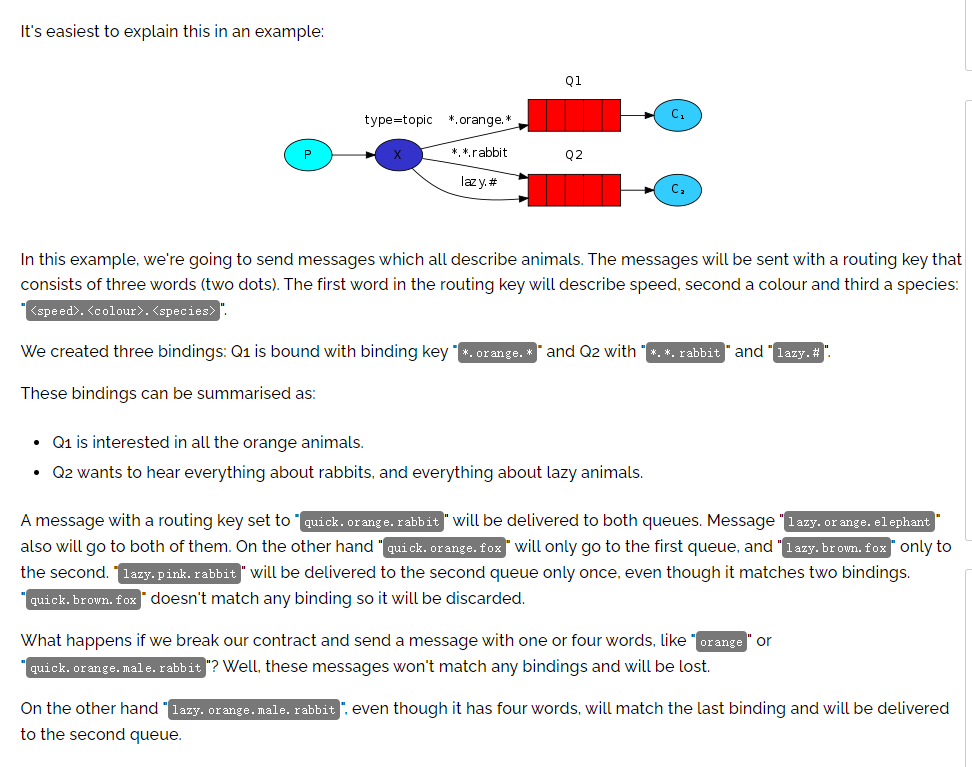 It's easiest to explain this in an example:
Q1
type=topic *.orange.*
C₁
P
X
*.*.rabbit
Q2
lazy.#
C₂
In this example, we're going to send messages which all describe animals. The messages will be sent with a routing key that
consists of three words (two dots). The first word in the routing key will describe speed, second a colour and third a species:
"<speed>.<colour>.<species>".
We created three bindings: Q1 is bound with binding key "*.orange.*" and Q2 with "*.*.rabbit" and "lazy.#".
These bindings can be summarised as:
• Q1 is interested in all the orange animals.
• Q2 wants to hear everything about rabbits, and everything about lazy animals.
A message with a routing key set to "quick.orange.rabbit" will be delivered to both queues. Message "lazy.orange.elephant"
also will go to both of them. On the other hand "quick.orange.fox" will only go to the first queue, and "lazy.brown.fox" only to
the second. "lazy.pink.rabbit" will be delivered to the second queue only once, even though it matches two bindings.
"quick.brown.fox" doesn't match any binding so it will be discarded.
What happens if we break our contract and send a message with one or four words, like "orange" or
"quick.orange.male.rabbit"? Well, these messages won't match any bindings and will be lost.
On the other hand "lazy.orange.male.rabbit", even though it has four words, will match the last binding and will be delivered
to the second queue.